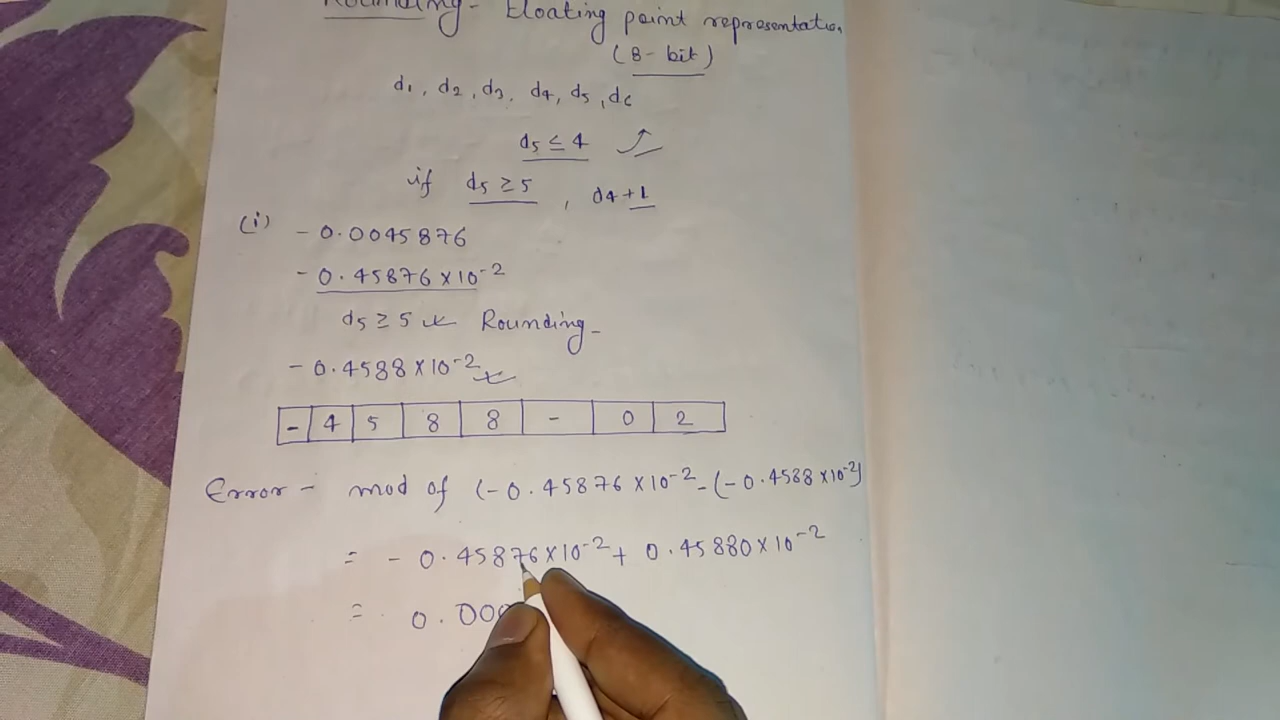 Rounding - Floating point representation
(8-bit)
d1, d2, d3, d4, d5, d6
d5 ≤ 4
if d5 ≥ 5, d4+1
(i) -0.0045876
-0.45876×10^-2
d5 ≥ 5 Rounding-
-0.4588×10^-2
- 4 5 8 8 - 0 2
Error - mod of (-0.45876×10^-2-(-0.4588×10^-2)
= -0.45876×10^-2+0.45880×10^-2
= 0.000